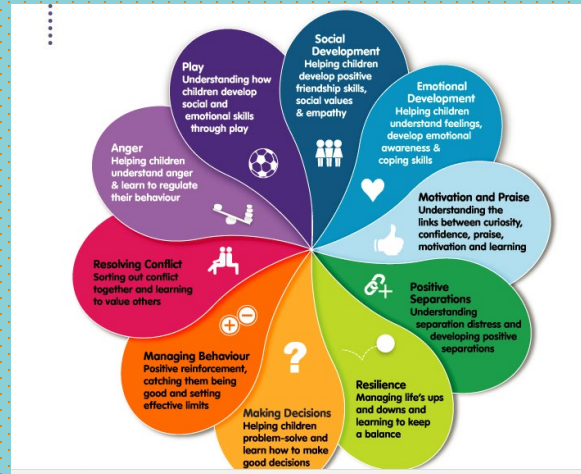 Social
Development
Helping children
develop positive
friendship skills,
social values
& empathy
Emotional
Development
Helping children
understand feelings,
develop emotional
awareness &
coping skills
Motivation and Praise
Understanding the
links between curiosity,
confidence, praise,
motivation and learning
Positive
Separations
Understanding
separation distress and
developing positive
separations
Resilience
Managing life's ups
and downs and
learning to keep
a balance
Making Decisions
Helping children
problem-solve and
learn how to make
good decisions
Managing Behaviour
Positive reinforcement,
catching them being
good and setting
effective limits
Resolving Conflict
Sorting out conflict
together and learning
to value others
Anger
Helping children
understand anger
& learn to regulate
their behaviour
Play
Understanding how
children develop
social and
emotional skills
through play
?